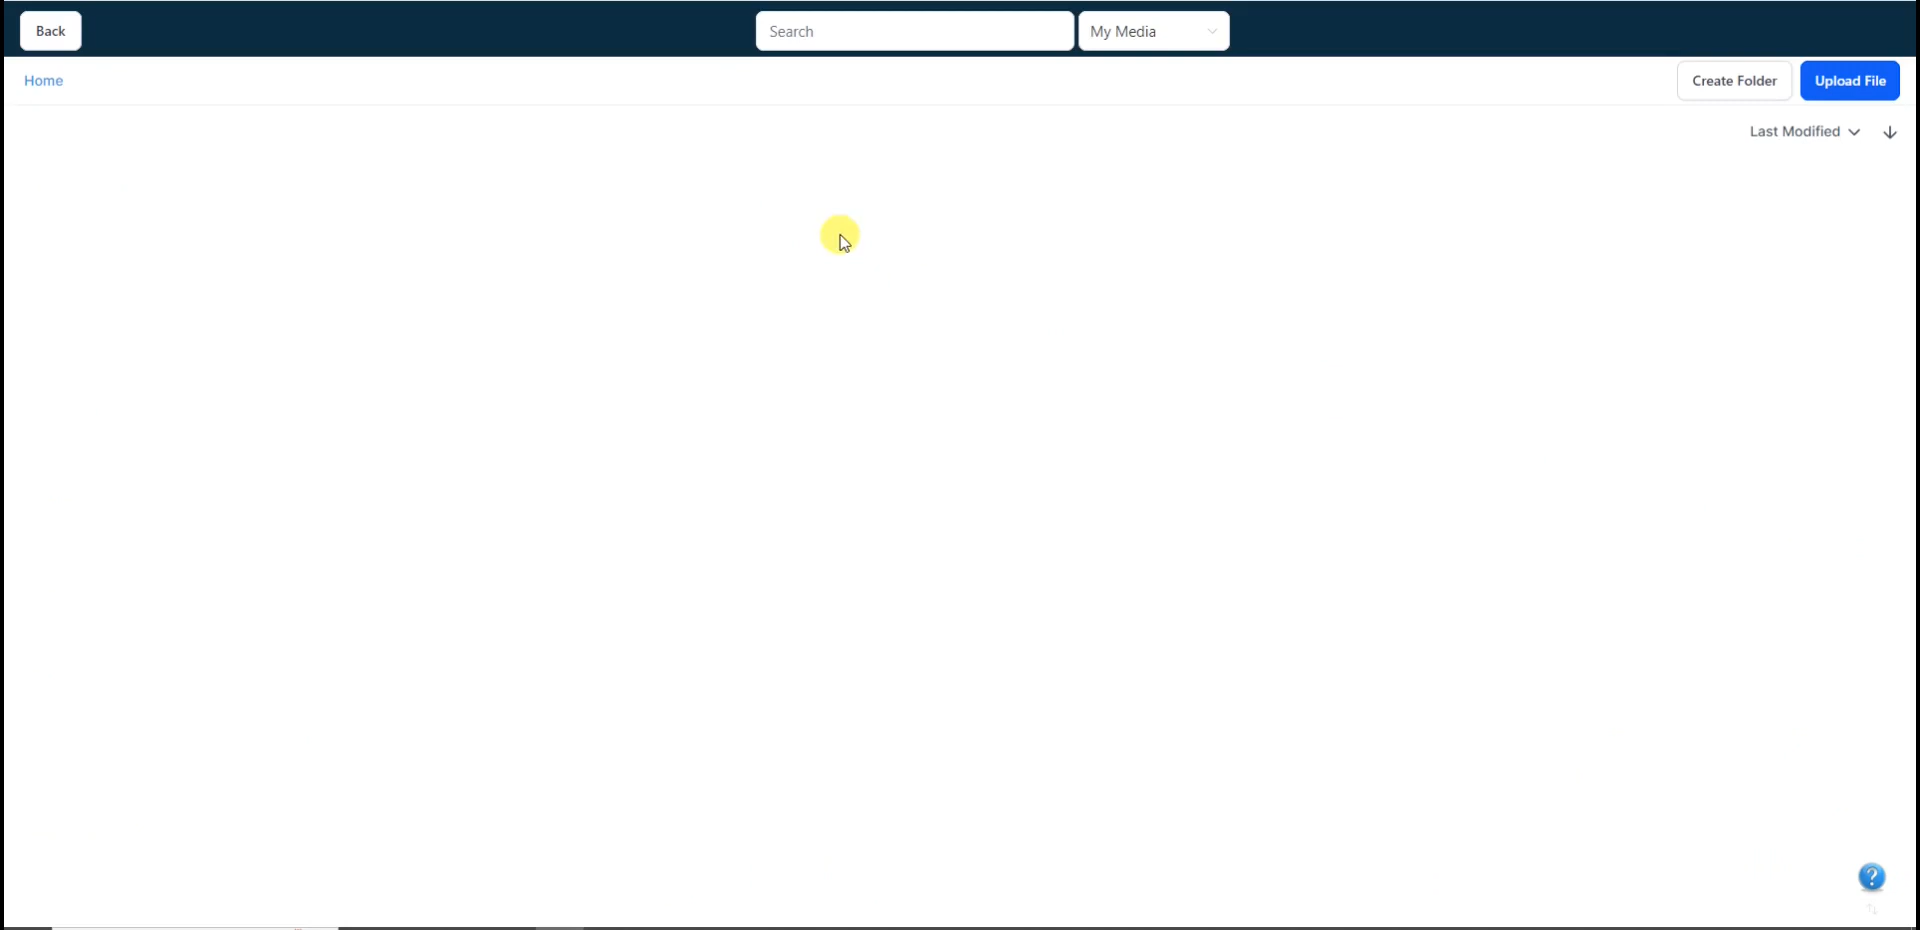 Back
Search
My Media
Home
Create Folder
Upload File
Last Modified
?